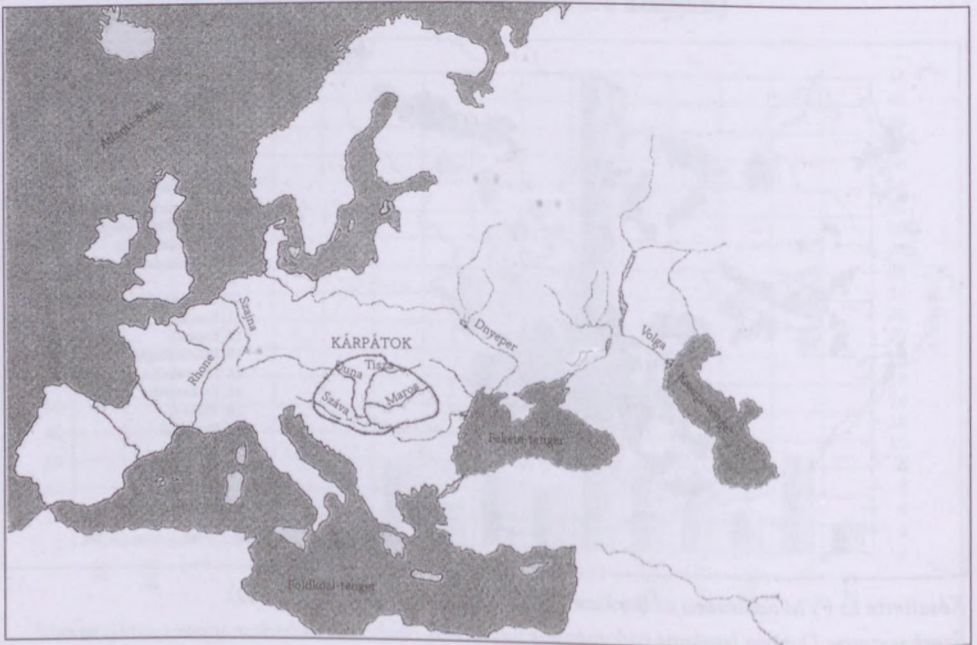 Atlanti-óceán
Szajna
Rhone
KÁRPÁTOK
Duna
Tisza
Maros
Száva
Dnyeper
Volga
Fekete-tenger
Földközi-tenger